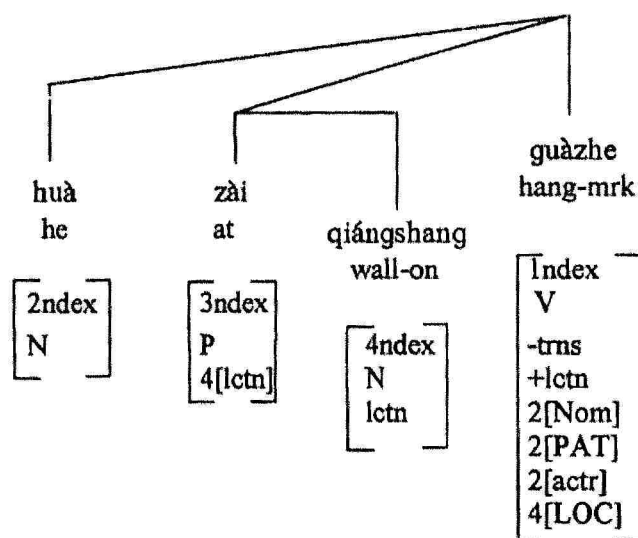 huà
he
zài
at
qiángshang
wall-on
guàzhe
hang-mrk
2ndex
N
3ndex
P
4[lctn]
4ndex
N
lctn
1ndex
V
-trns
+lctn
2[Nom]
2[PAT]
2[actr]
4[LOC]